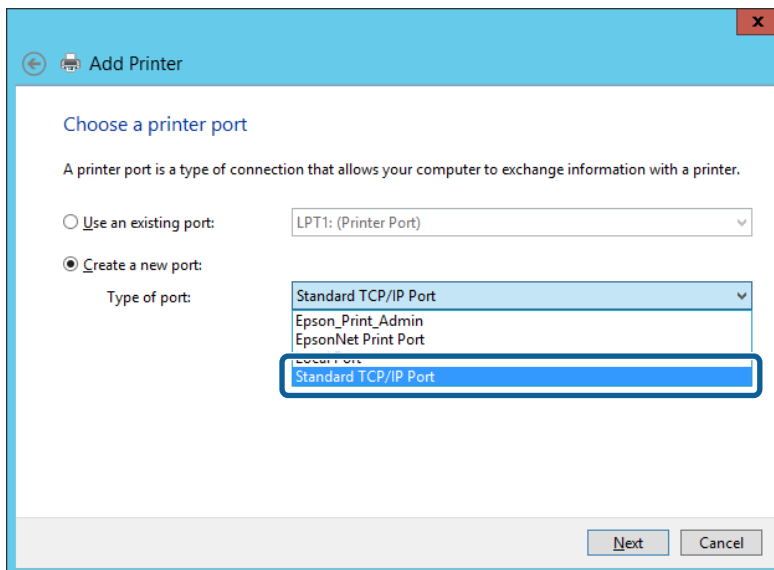 x
Add Printer
Choose a printer port
A printer port is a type of connection that allows your computer to exchange information with a printer.
Use an existing port: LPT1: (Printer Port)
Create a new port:
Type of port: Standard TCP/IP Port
Epson_Print_Admin
EpsonNet Print Port
Local Port
Standard TCP/IP Port
Next Cancel